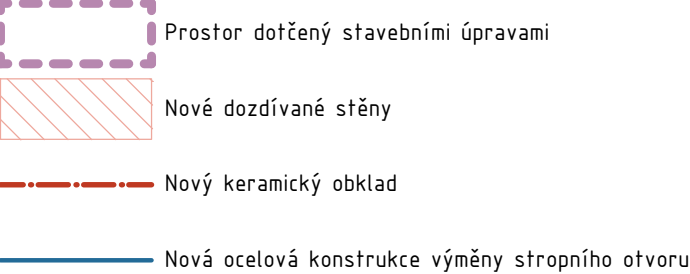 Prostor dotčený stavebními úpravami
Nové dozdívané stěny
Nový keramický obklad
Nová ocelová konstrukce výměny stropního otvoru